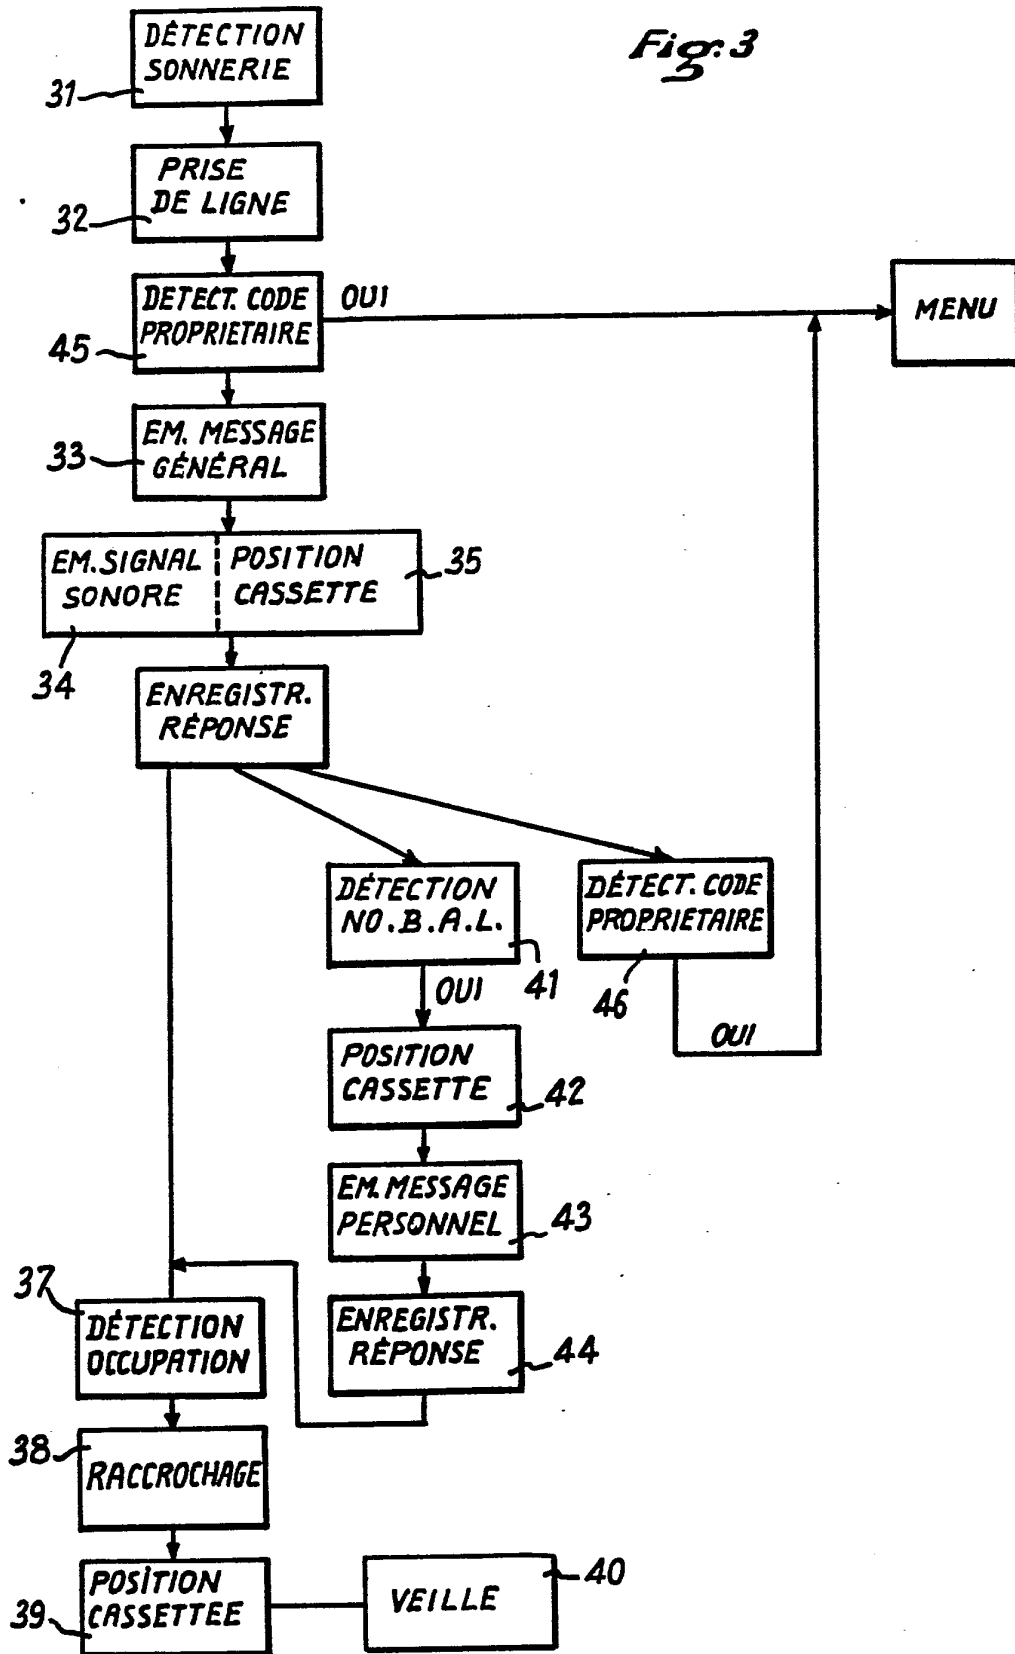 Fig. 3
DÉTECTION
SONNERIE
31
PRISE
DE LIGNE
32
DETECT. CODE
PROPRIETAIRE
45
OUI
MENU
EM. MESSAGE
GÉNÉRAL
33
EM. SIGNAL
SONORE
34
POSITION
CASSETTE
35
ENREGISTR.
RÉPONSE
DÉTECTION
NO.B.A.L.
41
OUI
DÉTECT. CODE
PROPRIETAIRE
46
OUI
POSITION
CASSETTE
42
EM. MESSAGE
PERSONNEL
43
ENREGISTR.
RÉPONSE
44
37
DÉTECTION
OCCUPATION
38
RACCROCHAGE
POSITION
CASSETTEE
39
VEILLE
40